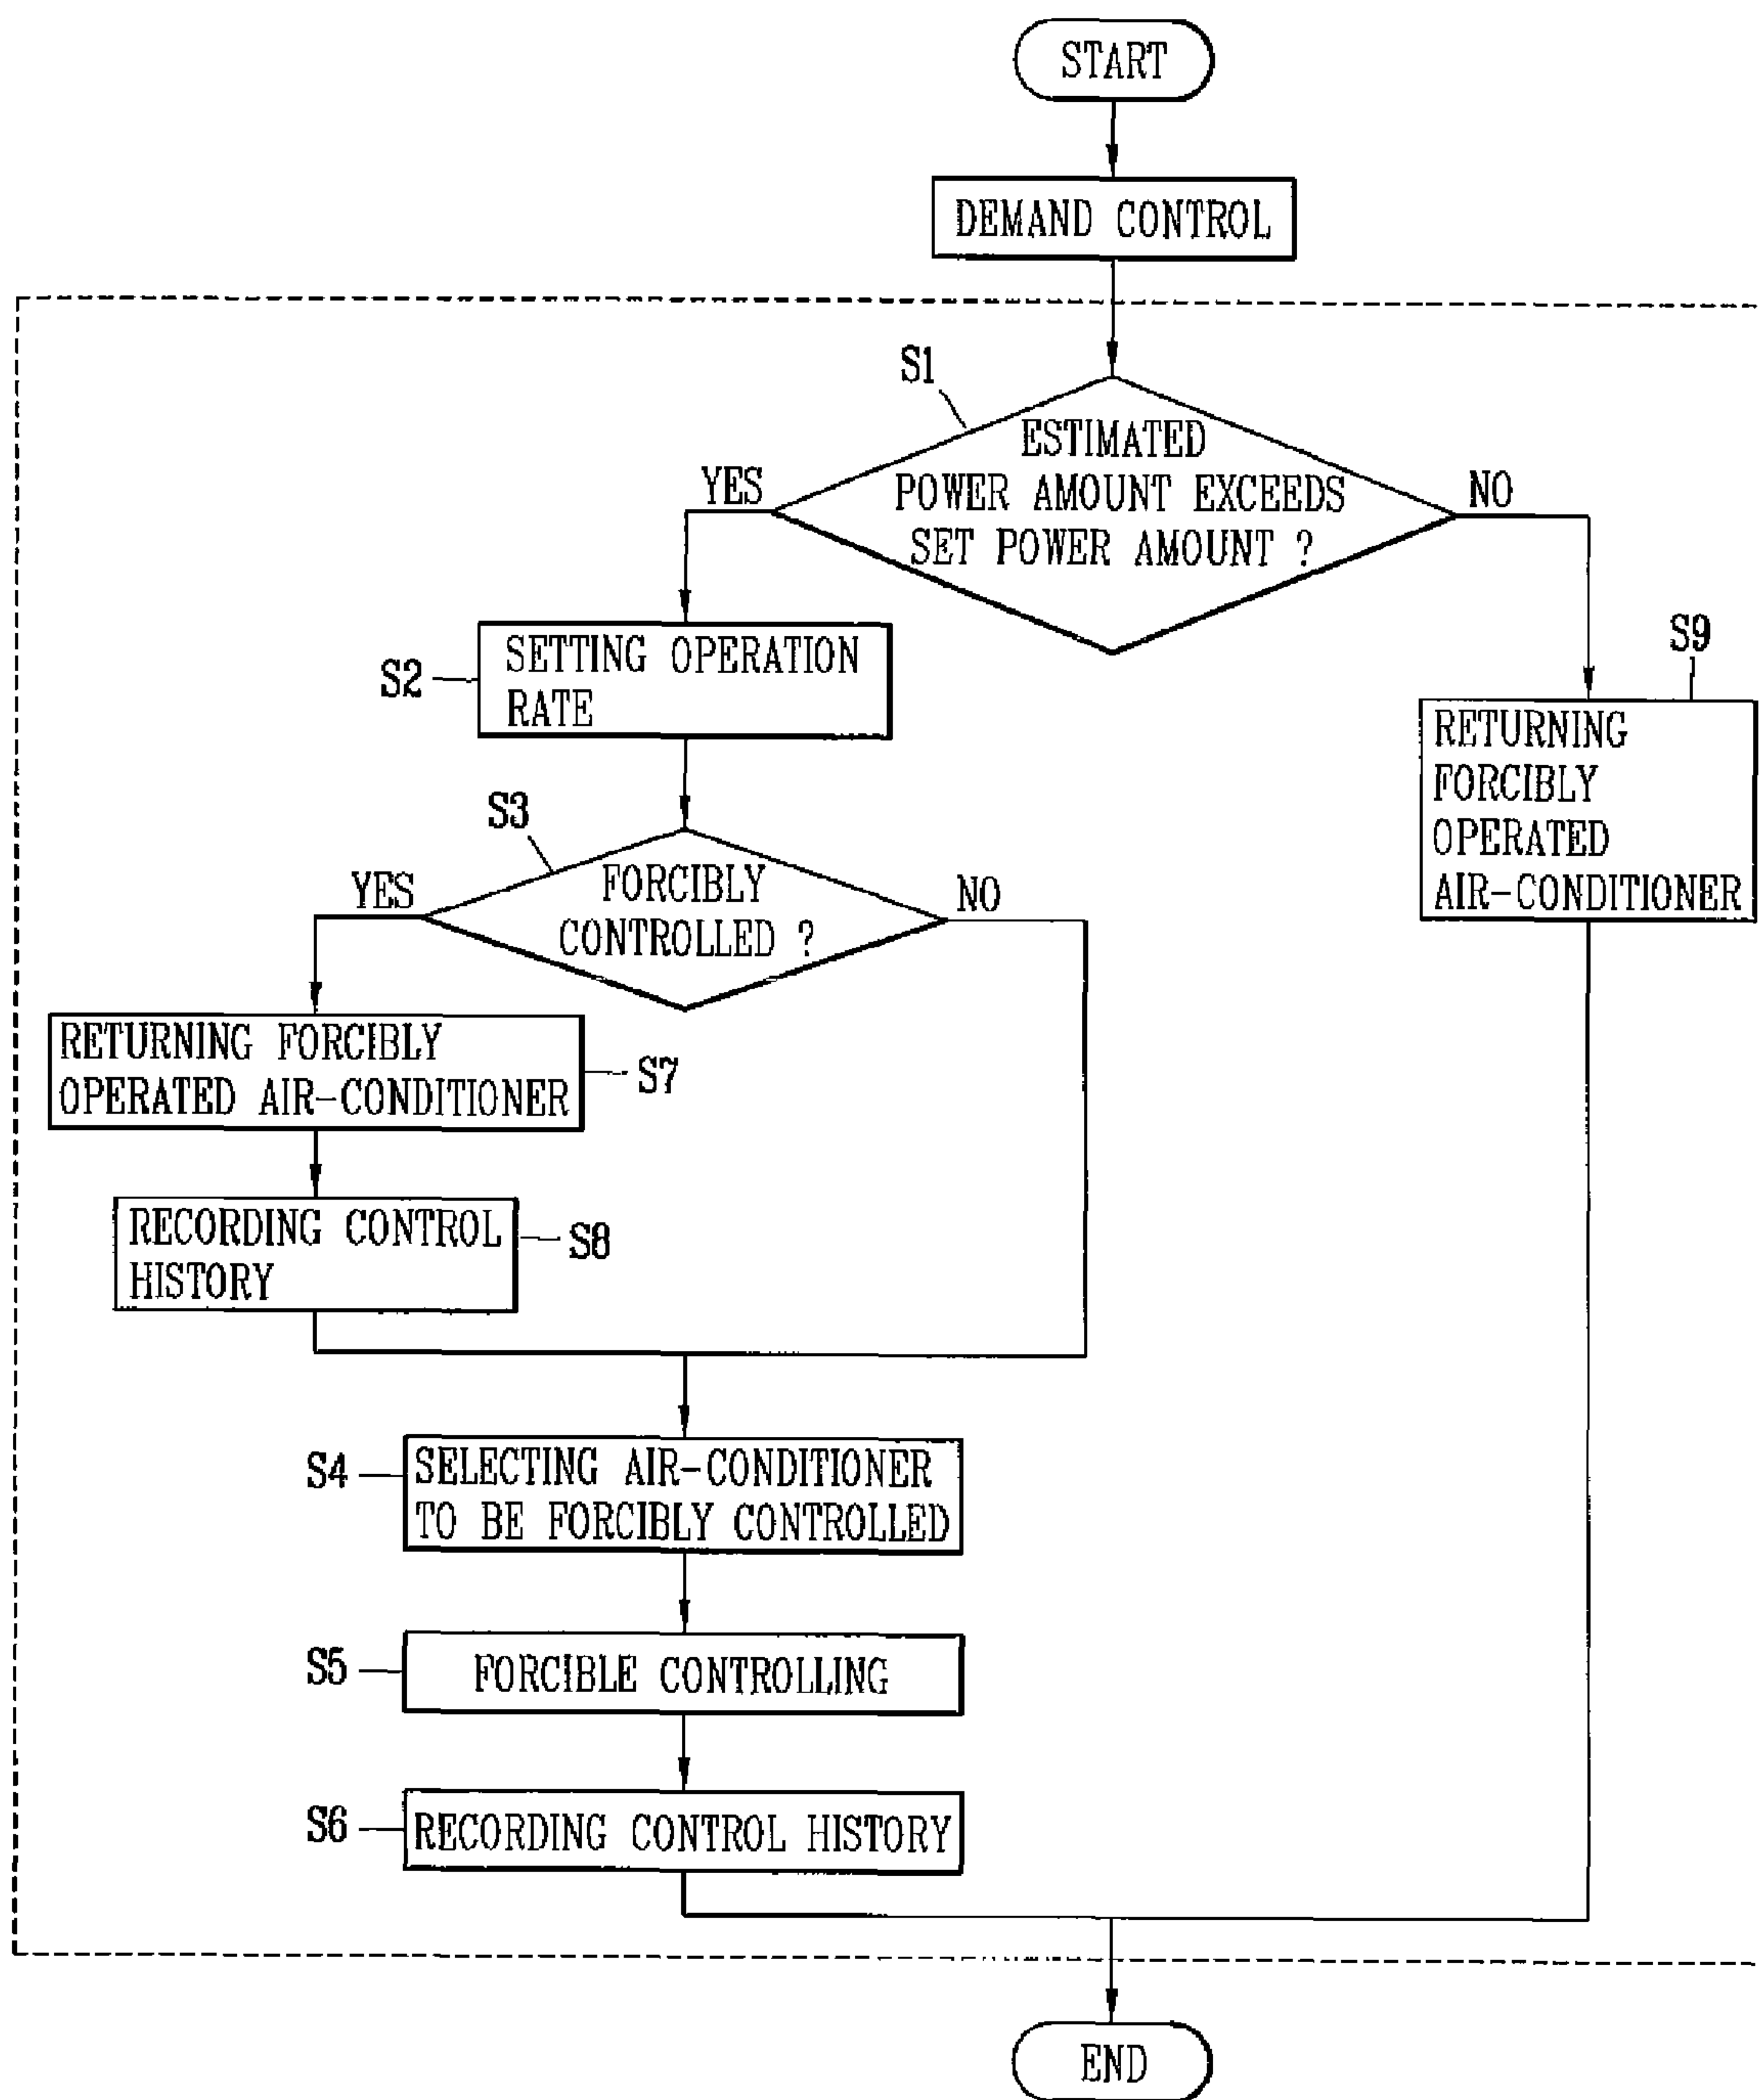 START
DEMAND CONTROL
S1
ESTIMATED
POWER AMOUNT EXCEEDS
SET POWER AMOUNT ?
YES
NO
S2
SETTING OPERATION
RATE
S9
RETURNING
FORCIBLY
OPERATED
AIR-CONDITIONER
S3
FORCIBLY
CONTROLLED ?
YES
NO
RETURNING FORCIBLY
OPERATED AIR-CONDITIONER
S7
RECORDING CONTROL
HISTORY
S8
S4
SELECTING AIR-CONDITIONER
TO BE FORCIBLY CONTROLLED
S5
FORCIBLE CONTROLLING
S6
RECORDING CONTROL HISTORY
END